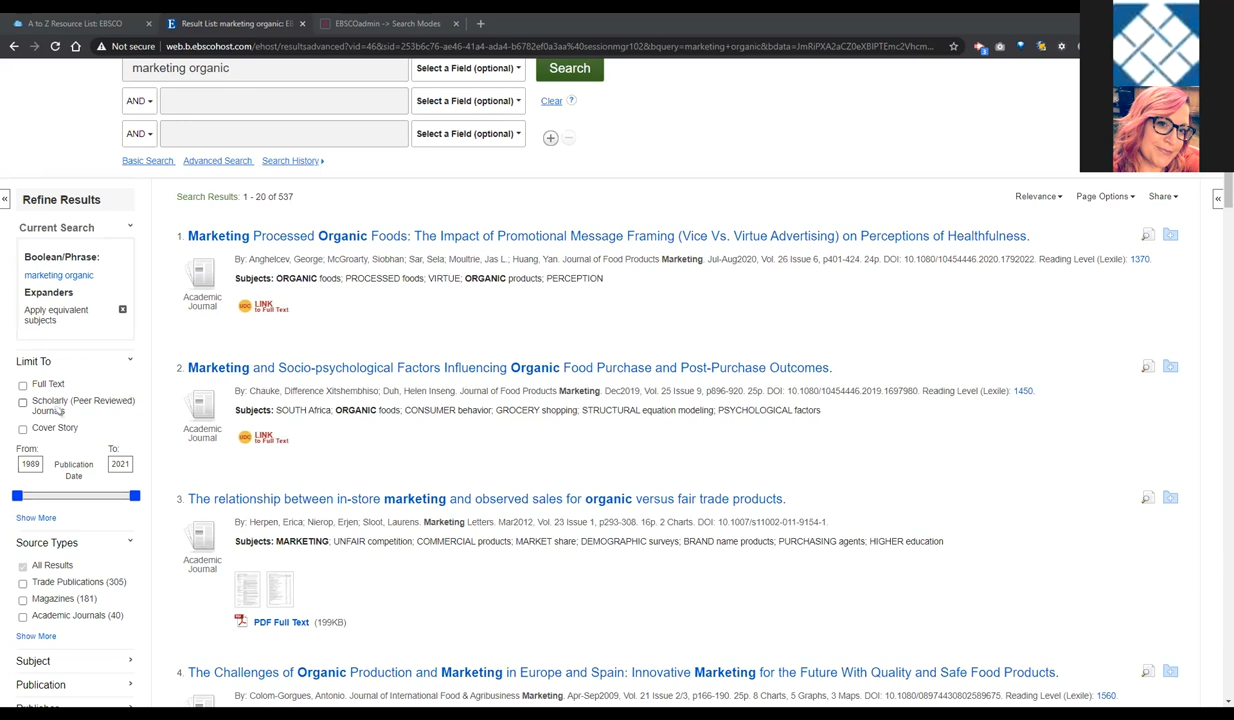 A to Z Resource List: EBSCO
Result List: marketing organic: E
EBSCOadmin -> Search Modes
Not secure
web.b.ebscohost.com/ehost/resultsadvanced?vid=46&sid=253b6c76-ae46-41a4-ada4-b6782ef0a3aa%40sessionmgr102&bquery=marketing+organic&bdata=JmRiPXA2aCZ0eXBIPTEmc2Vhcm...
marketing organic
Select a Field (optional)
Search
AND
Select a Field (optional)
Clear
?
AND
Select a Field (optional)
Basic Search
Advanced Search
Search History
Refine Results
Current Search
Boolean/Phrase:
marketing organic
Expanders
Apply equivalent
subjects
Limit To
Full Text
Scholarly (Peer Reviewed)
Journals
Cover Story
From:
To:
1989
Publication
Date
2021
Show More
Source Types
All Results
Trade Publications (305)
Magazines (181)
Academic Journals (40)
Show More
Subject
Publication
Search Results: 1 - 20 of 537
Relevance
Page Options
Share
1. Marketing Processed Organic Foods: The Impact of Promotional Message Framing (Vice Vs. Virtue Advertising) on Perceptions of Healthfulness.
By: Anghelcev, George; McGroarty, Siobhan; Sar, Sela; Moultrie, Jas L.; Huang, Yan. Journal of Food Products Marketing. Jul-Aug2020, Vol. 26 Issue 6, p401-424. 24p. DOI: 10.1080/10454446.2020.1792022. Reading Level (Lexile): 1370.
Subjects: ORGANIC foods; PROCESSED foods; VIRTUE; ORGANIC products; PERCEPTION
Academic
Journal
UDC LINK
to Full Text
2. Marketing and Socio-psychological Factors Influencing Organic Food Purchase and Post-Purchase Outcomes.
By: Chauke, Difference Xitshembhiso; Duh, Helen Inseng. Journal of Food Products Marketing. Dec2019, Vol. 25 Issue 9, p896-920. 25p. DOI: 10.1080/10454446.2019.1697980. Reading Level (Lexile): 1450.
Subjects: SOUTH Africa; ORGANIC foods; CONSUMER behavior; GROCERY shopping; STRUCTURAL equation modeling; PSYCHOLOGICAL factors
Academic
Journal
UDC LINK
to Full Text
3. The relationship between in-store marketing and observed sales for organic versus fair trade products.
By: Herpen, Erica; Nierop, Erjen; Sloot, Laurens. Marketing Letters. Mar2012, Vol. 23 Issue 1, p293-308. 16p. 2 Charts. DOI: 10.1007/s11002-011-9154-1.
Subjects: MARKETING; UNFAIR competition; COMMERCIAL products; MARKET share; DEMOGRAPHIC surveys; BRAND name products; PURCHASING agents; HIGHER education
Academic
Journal
PDF Full Text (199KB)
4. The Challenges of Organic Production and Marketing in Europe and Spain: Innovative Marketing for the Future With Quality and Safe Food Products.
By: Colom-Gorgues, Antonio. Journal of International Food & Agribusiness Marketing. Apr-Sep2009, Vol. 21 Issue 2/3, p166-190. 25p. 8 Charts, 5 Graphs, 3 Maps. DOI: 10.1080/08974430802589675. Reading Level (Lexile): 1560.